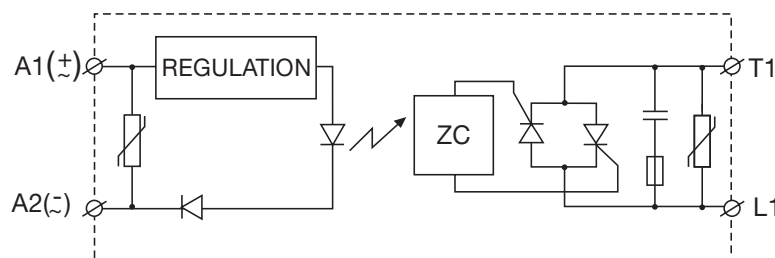 A1(±~)
REGULATION
T1
ZC
A2(-~)
L1